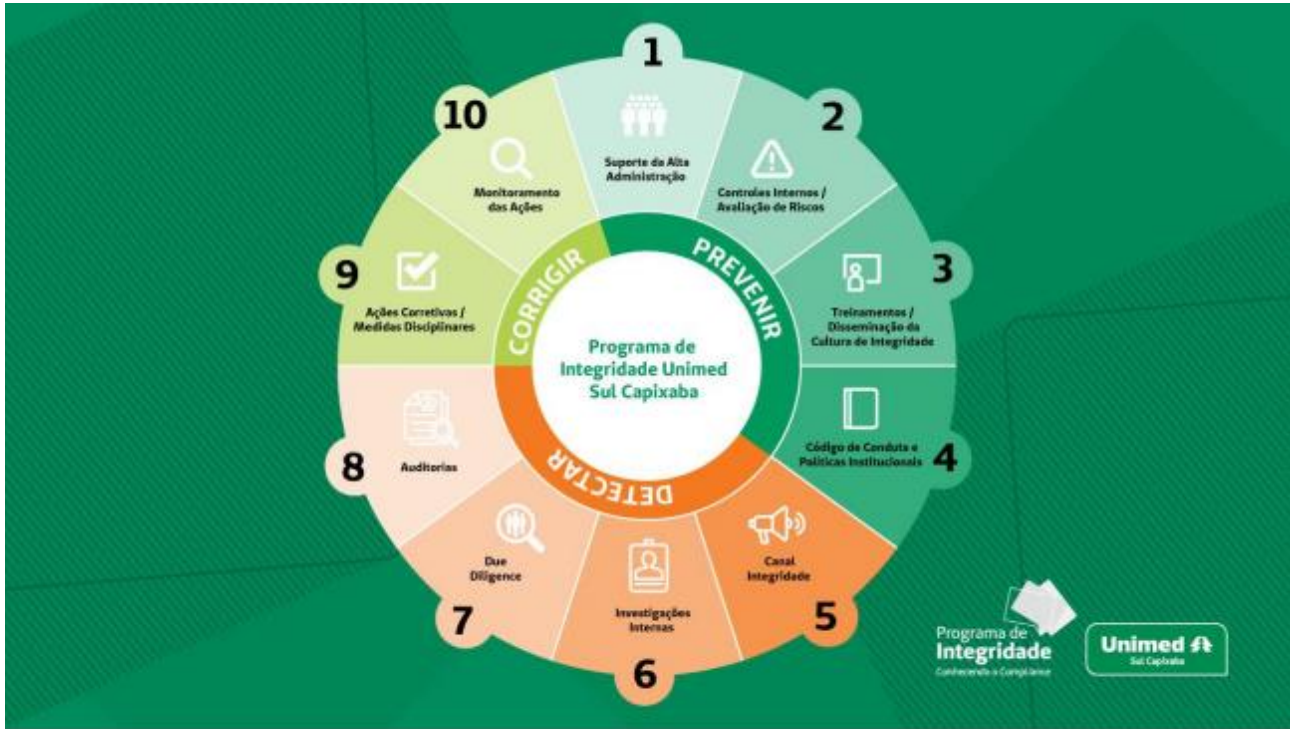 1
Suporte da Alta
Administração
2
Controles Internos /
Avaliação de Riscos
3
Treinamentos /
Disseminação da
Cultura de Integridade
4
Código de Conduta e
Políticas Institucionais
5
Canal
Integridade
6
Investigações
Internas
7
Due
Diligence
8
Auditorias
9
Ações Corretivas /
Medidas Disciplinares
10
Monitoramento
das Ações
PREVENIR
DETECTAR
CORRIGIR
Programa de
Integridade Unimed
Sul Capixaba
Programa de
Integridade
Conhecendo o Compliance
Unimed
Sul Capixaba